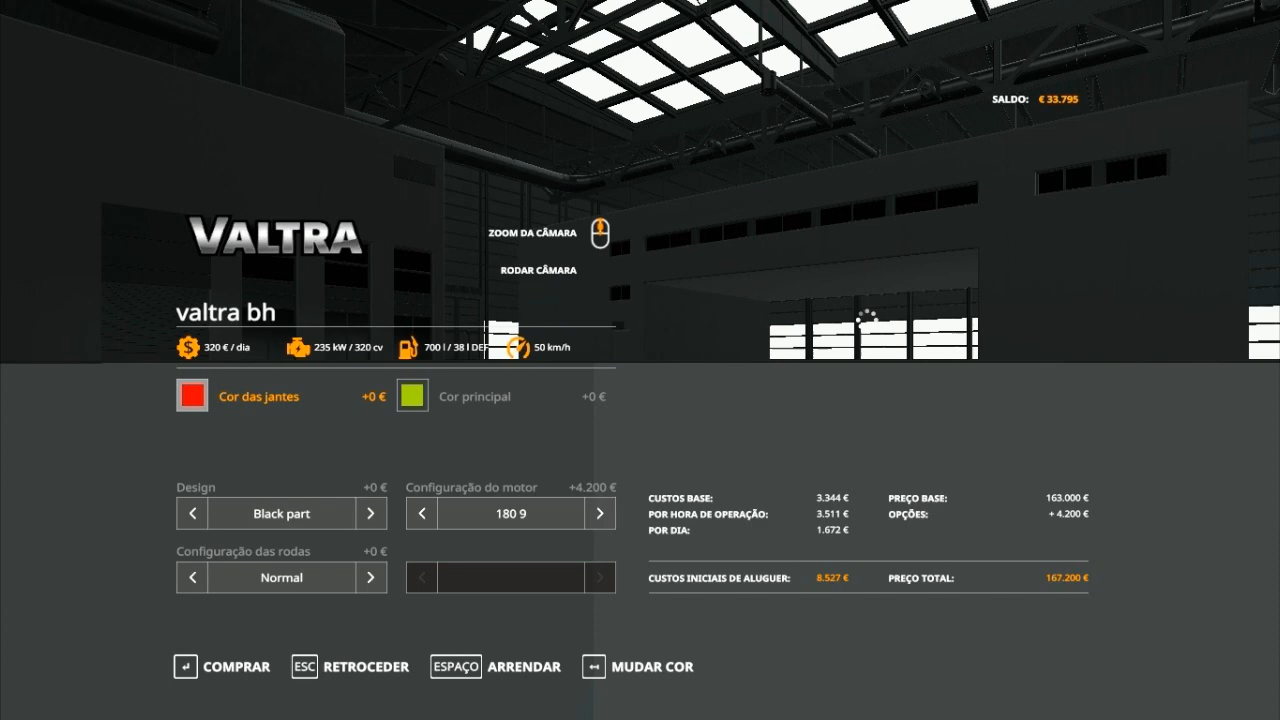 SALDO: € 33.795
VALTRA
ZOOM DA CÂMARA
RODAR CÂMARA
valtra bh
320 € / dia 235 kW / 320 cv 700 l / 38 l DEF 50 km/h
Cor das jantes +0 € Cor principal +0 €
Design +0 € Configuração do motor +4.200 €
Black part 180 9
Configuração das rodas +0 €
Normal
CUSTOS BASE: 3.344 € PREÇO BASE: 163.000 €
POR HORA DE OPERAÇÃO: 3.511 € OPÇÕES: + 4.200 €
POR DIA: 1.672 €
CUSTOS INICIAIS DE ALUGUER: 8.527 € PREÇO TOTAL: 167.200 €
COMPRAR ESC RETROCEDER ESPAÇO ARRENDAR MUDAR COR